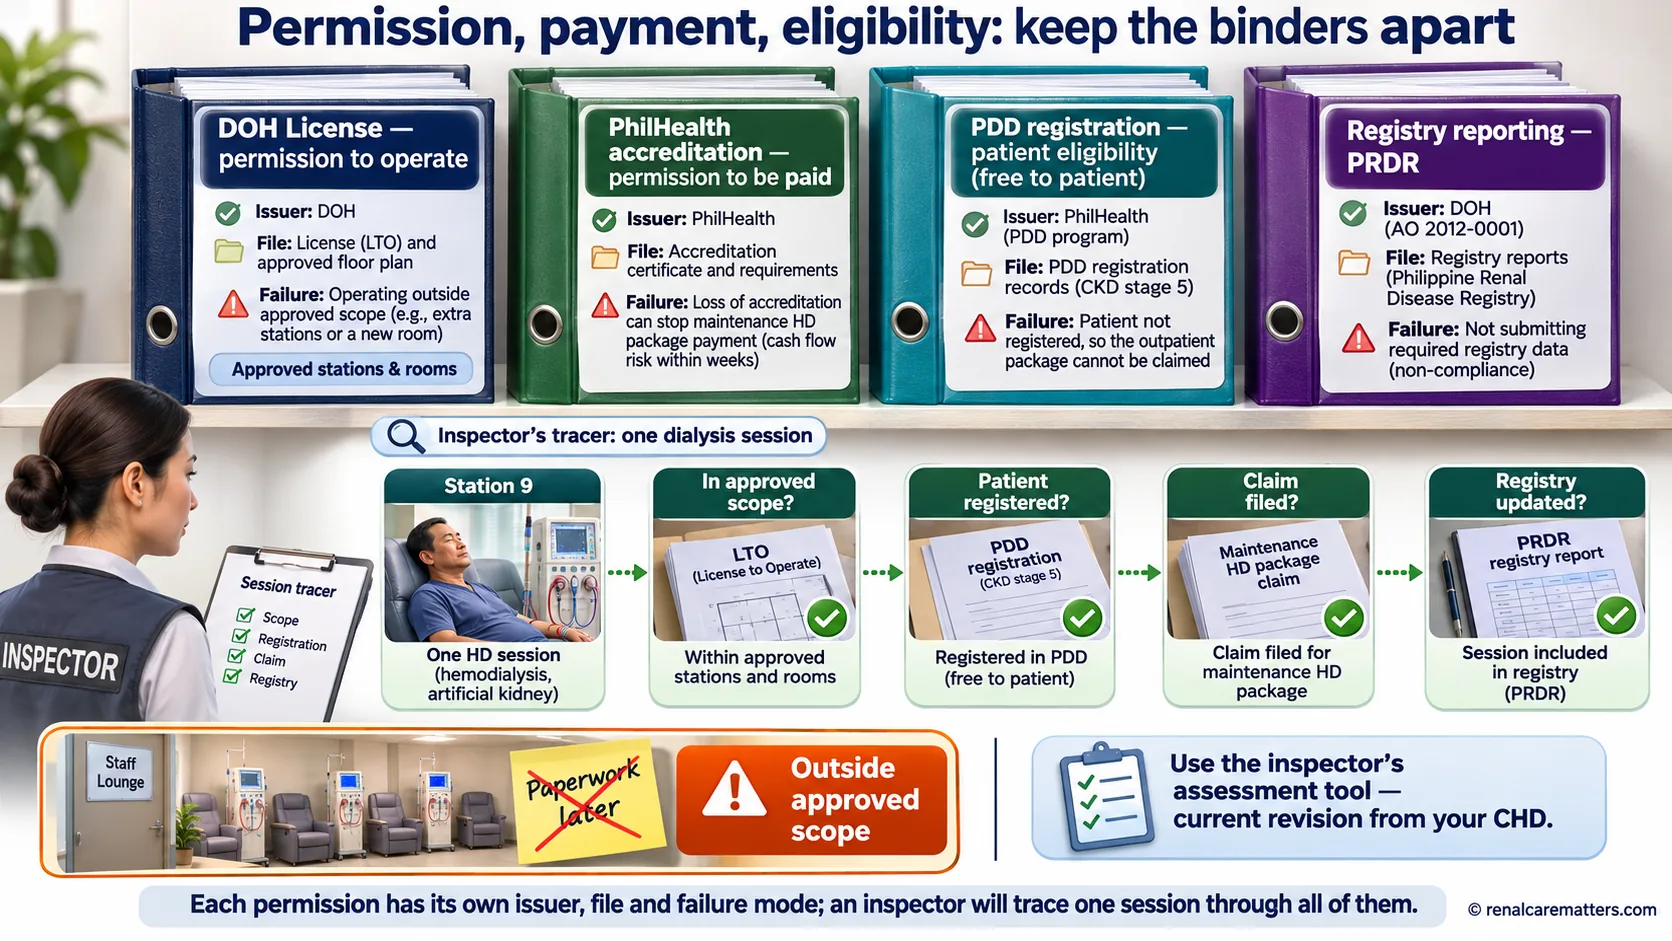 Permission, payment, eligibility: keep the binders apart
DOH License —
permission to operate
Issuer: DOH
File: License (LTO) and
approved floor plan
Failure: Operating outside
approved scope (e.g., extra
stations or a new room)
Approved stations & rooms
PhilHealth
accreditation —
permission to be paid
Issuer: PhilHealth
File: Accreditation
certificate and requirements
Failure: Loss of accreditation
can stop maintenance HD
package payment (cash flow
risk within weeks)
PDD registration —
patient eligibility
(free to patient)
Issuer: PhilHealth
(PDD program)
File: PDD registration
records (CKD stage 5)
Failure: Patient not
registered, so the outpatient
package cannot be claimed
Registry reporting —
PRDR
Issuer: DOH
(AO 2012-0001)
File: Registry reports
(Philippine Renal
Disease Registry)
Failure: Not submitting
required registry data
(non-compliance)
Inspector's tracer: one dialysis session
INSPECTOR
Session tracer
Scope
Registration
Claim
Registry
Station 9
One HD session
(hemodialysis,
artificial kidney)
In approved
scope?
LTO
(License to Operate)
Within approved
stations and rooms
Patient
registered?
PDD
registration
(CKD stage 5)
Registered in PDD
(free to patient)
Claim
filed?
Maintenance
HD package
claim
Claim filed for
maintenance HD
package
Registry
updated?
PRDR
registry report
Session included
in registry
(PRDR)
Staff
Lounge
Paperwork
later
Outside
approved
scope
Use the inspector's
assessment tool —
current revision from your CHD.
Each permission has its own issuer, file and failure mode; an inspector will trace one session through all of them.
© renalcarematters.com